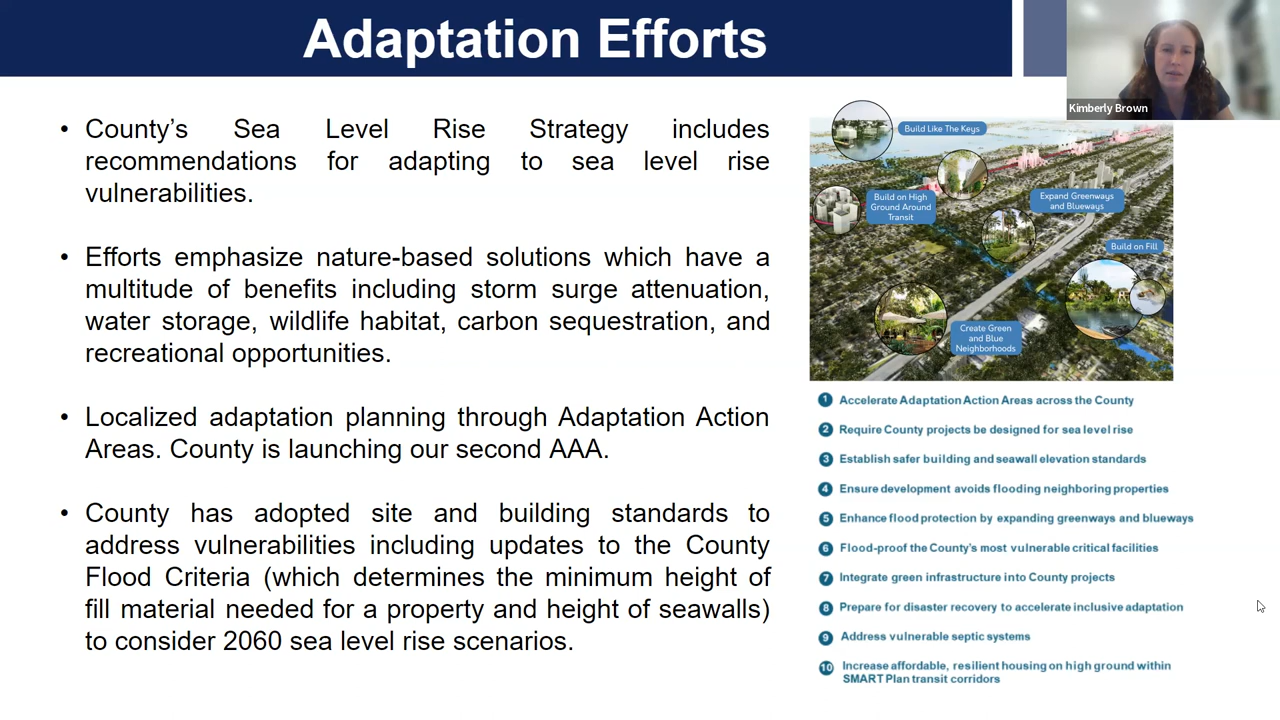 Adaptation Efforts
Kimberly Brown
• County’s Sea Level Rise Strategy includes
recommendations for adapting to sea level rise
vulnerabilities.
• Efforts emphasize nature-based solutions which have a
multitude of benefits including storm surge attenuation,
water storage, wildlife habitat, carbon sequestration, and
recreational opportunities.
• Localized adaptation planning through Adaptation Action
Areas. County is launching our second AAA.
• County has adopted site and building standards to
address vulnerabilities including updates to the County
Flood Criteria (which determines the minimum height of
fill material needed for a property and height of seawalls)
to consider 2060 sea level rise scenarios.
Build Like The Keys
Build on High
Ground Around
Transit
Expand Greenways
and Blueways
Build on Fill
Create Green
and Blue
Neighborhoods
1 Accelerate Adaptation Action Areas across the County
2 Require County projects be designed for sea level rise
3 Establish safer building and seawall elevation standards
4 Ensure development avoids flooding neighboring properties
5 Enhance flood protection by expanding greenways and blueways
6 Flood-proof the County’s most vulnerable critical facilities
7 Integrate green infrastructure into County projects
8 Prepare for disaster recovery to accelerate inclusive adaptation
9 Address vulnerable septic systems
10 Increase affordable, resilient housing on high ground within
SMART Plan transit corridors